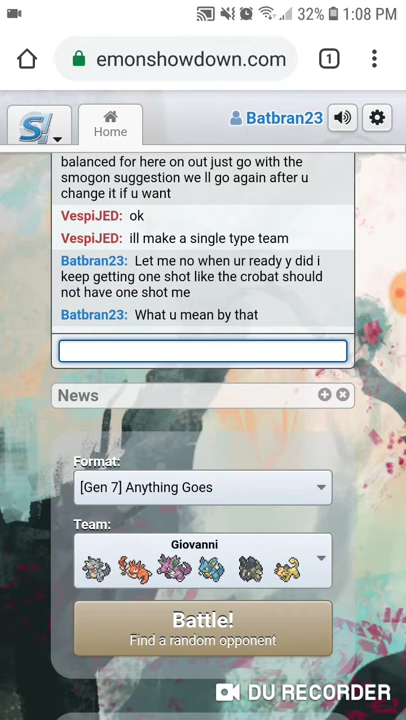 32% 1:08 PM
emonshowdown.com 1
S!
Home
Batbran23
balanced for here on out just go with the
smogon suggestion we ll go again after u
change it if u want
VespiJED: ok
VespiJED: ill make a single type team
Batbran23: Let me no when ur ready y did i
keep getting one shot like the crobat should
not have one shot me
Batbran23: What u mean by that
News
Format:
[Gen 7] Anything Goes
Team:
Giovanni
Battle!
Find a random opponent
DU RECORDER